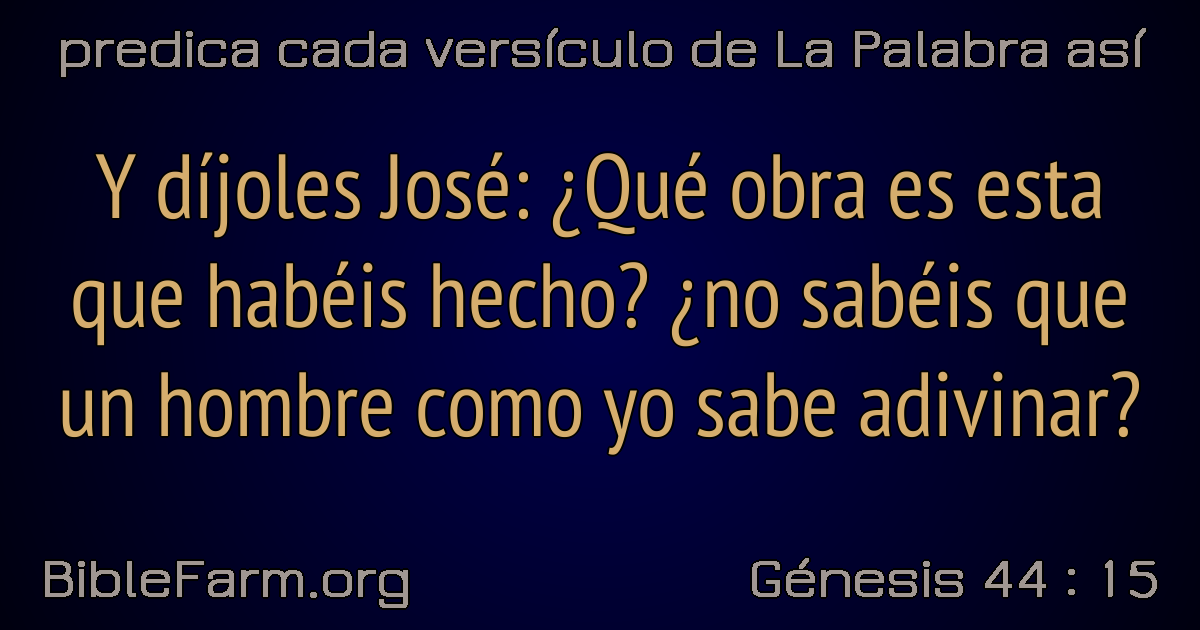 predica cada versículo de La Palabra así
Y díjoles José: ¿Qué obra es esta
que habéis hecho? ¿no sabéis que
un hombre como yo sabe adivinar?
BibleFarm.org
Génesis 44 : 15